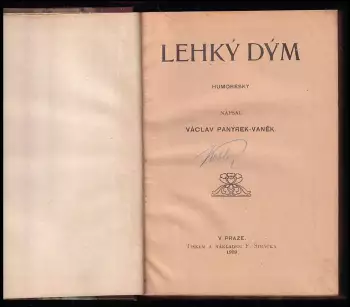 LEHKÝ DÝM
HUMORESKY
NAPSAL
VÁCLAV PANÝREK-VANĚK.
V PRAZE.
TISKEM A NÁKLADEM F. ŠIMÁČKA